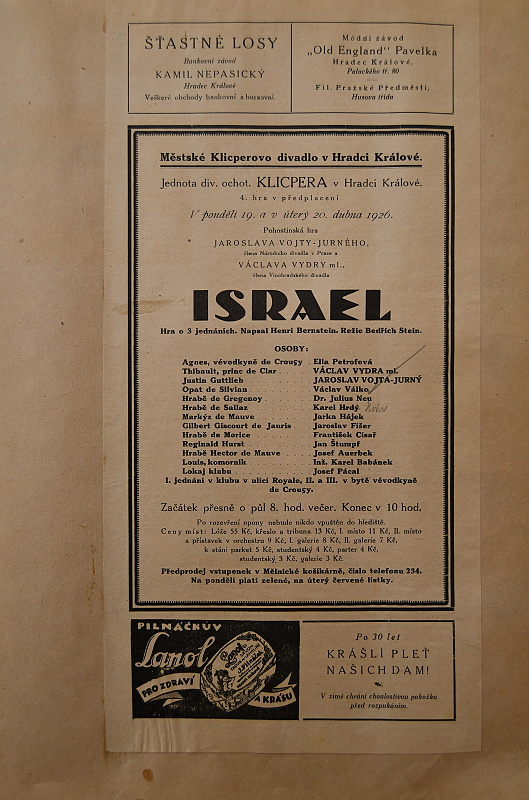 ŠŤASTNÉ LOSY
Bankovní závod
KAMIL NEPASICKÝ
Hradec Králové
Veškeré obchody bankovní a bursovní.
Módní závod
„Old England" Pavelka
Hradec Králové,
Palackého tř. 80
Fil. Pražské Předměstí,
Husova třída
Městské Klicperovo divadlo v Hradci Králové.
Jednota div. ochot. KLICPERA v Hradci Králové.
4. hra v předplacení
V pondělí 19. a v úterý 20. dubna 1926.
Pohostinská hra
JAROSLAVA VOJTY-JURNÉHO,
člena Národního divadla v Praze a
VÁCLAVA VYDRY ml.,
člena Vinohradského divadla
ISRAEL
Hra o 3 jednáních. Napsal Henri Bernstein. Režie Bedřich Stein.
OSOBY:
Agnes, vévodkyně de Croucy . . . Ella Petrofová
Thibault, princ de Clar . . . VÁCLAV VYDRA ml.
Justin Guttlieb . . . JAROSLAV VOJTA-JURNÝ
Opat de Silvian . . . Václav Válko
Hrabě de Gregenoy . . . Dr. Julius Neu
Hrabě de Sallaz . . . Karel Hrdý
Markýz de Mauve . . . Jarka Hájek
Gilbert Giscourt de Jauris . . . Jaroslav Fišer
Hrabě de Morice . . . František Císař
Reginald Hurst . . . Jan Štumpf
Hrabě Hector de Mauve . . . Josef Auerbek
Louis, komorník . . . Inž. Karel Babánek
Lokaj klubu . . . Josef Pácal
I. jednání v klubu v ulici Royale, II. a III. v bytě vévodkyně
de Croucy.
Začátek přesně o půl 8. hod. večer. Konec v 10 hod.
Po rozevření opony nebude nikdo vpuštěn do hlediště.
Ceny míst: Lóže 55 Kč, křeslo a tribuna 13 Kč, I. místo 11 Kč, II. místo
a přístavek v orchestru 9 Kč, I. galerie 8 Kč, II. galerie 7 Kč,
k stání parket 5 Kč, studentský 4 Kč, parter 4 Kč,
studentský 3 Kč, galerie 3 Kč.
Předprodej vstupenek v Mělnické košíkárně, číslo telefonu 234.
Na pondělí platí zelené, na úterý červené lístky.
PILNÁČKŮV
Lanol
PRO ZDRAVÍ
A KRÁSU
Po 30 let
KRÁŠLÍ PLEŤ
NAŠICH DAM!
V zimě chrání choulostivou pokožku
před rozpukáním.